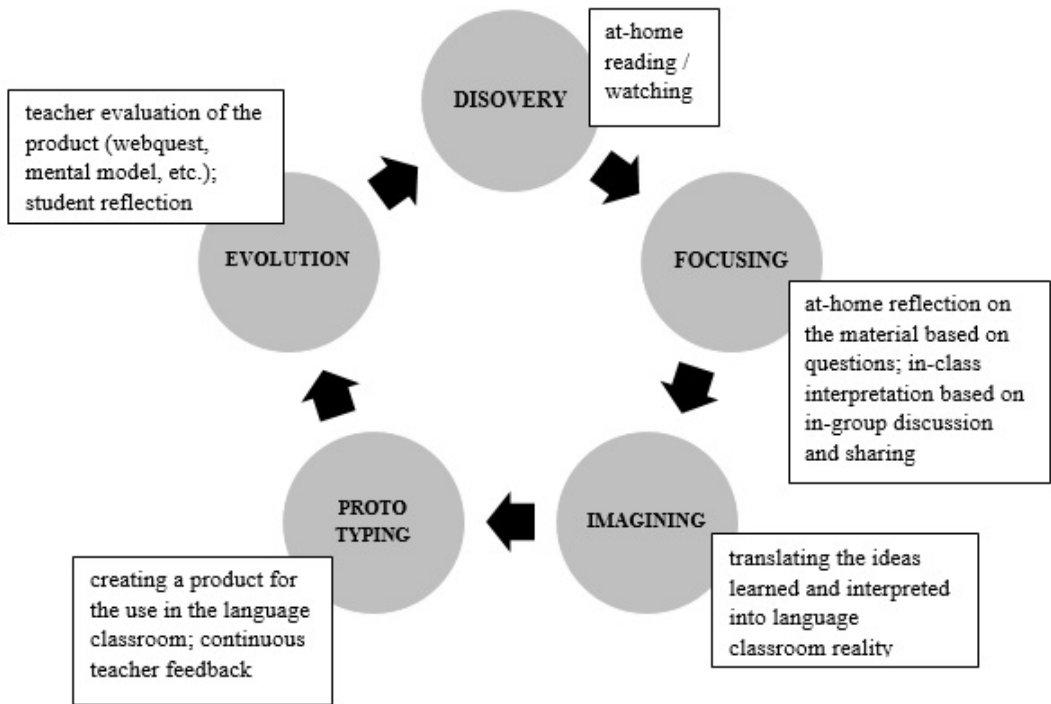 DISOVERY
at-home
reading /
watching
FOCUSING
at-home reflection on
the material based on
questions; in-class
interpretation based on
in-group discussion
and sharing
IMAGINING
translating the ideas
learned and interpreted
into language
classroom reality
PROTO
TYPING
creating a product for
the use in the language
classroom; continuous
teacher feedback
EVOLUTION
teacher evaluation of the
product (webquest,
mental model, etc.);
student reflection